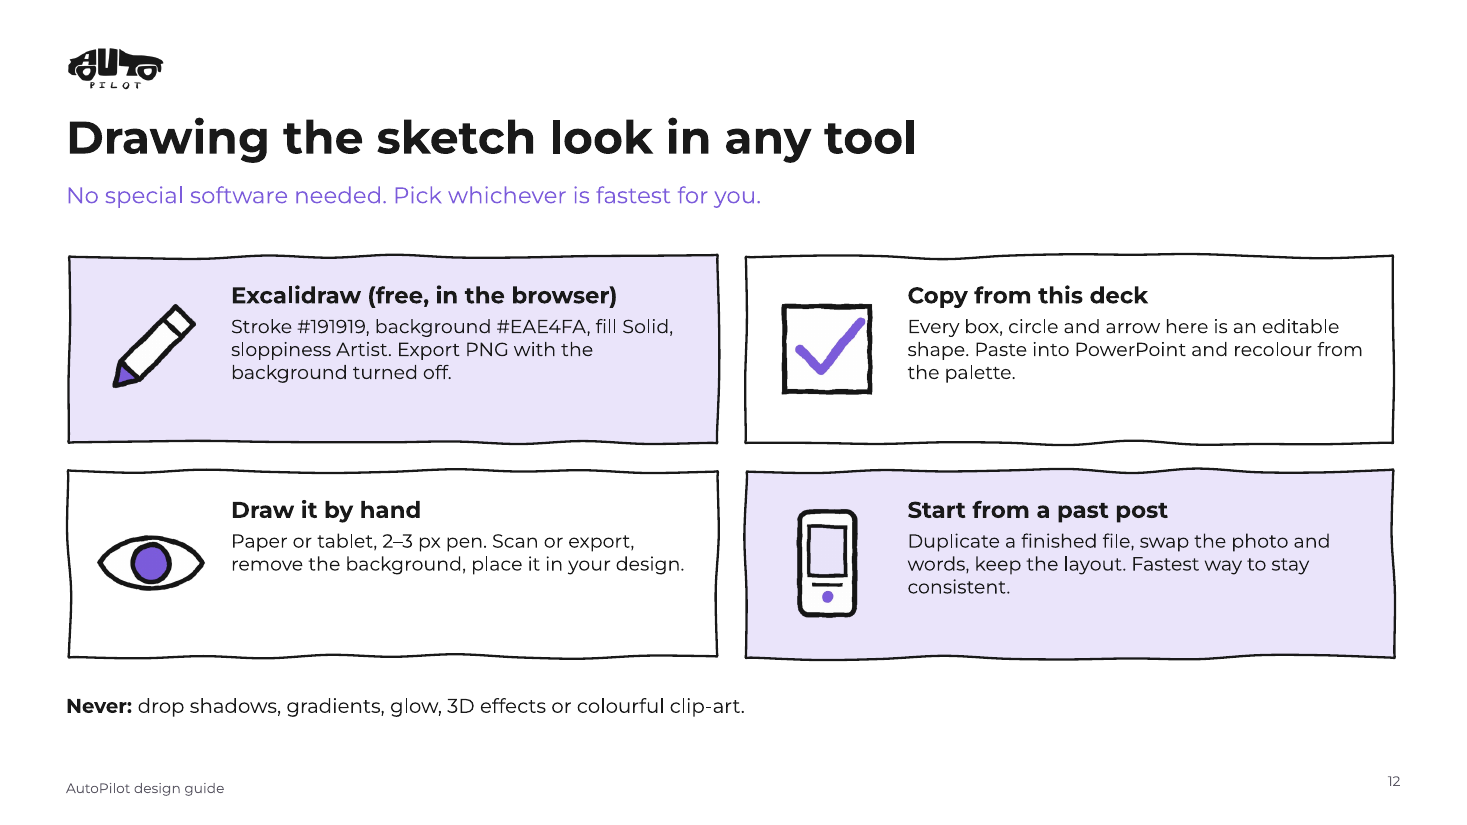 AUTO
PILOT
Drawing the sketch look in any tool
No special software needed. Pick whichever is fastest for you.
Excalidraw (free, in the browser)
Stroke #191919, background #EAE4FA, fill Solid,
sloppiness Artist. Export PNG with the
background turned off.
Copy from this deck
Every box, circle and arrow here is an editable
shape. Paste into PowerPoint and recolour from
the palette.
Draw it by hand
Paper or tablet, 2–3 px pen. Scan or export,
remove the background, place it in your design.
Start from a past post
Duplicate a finished file, swap the photo and
words, keep the layout. Fastest way to stay
consistent.
Never: drop shadows, gradients, glow, 3D effects or colourful clip-art.
AutoPilot design guide
12